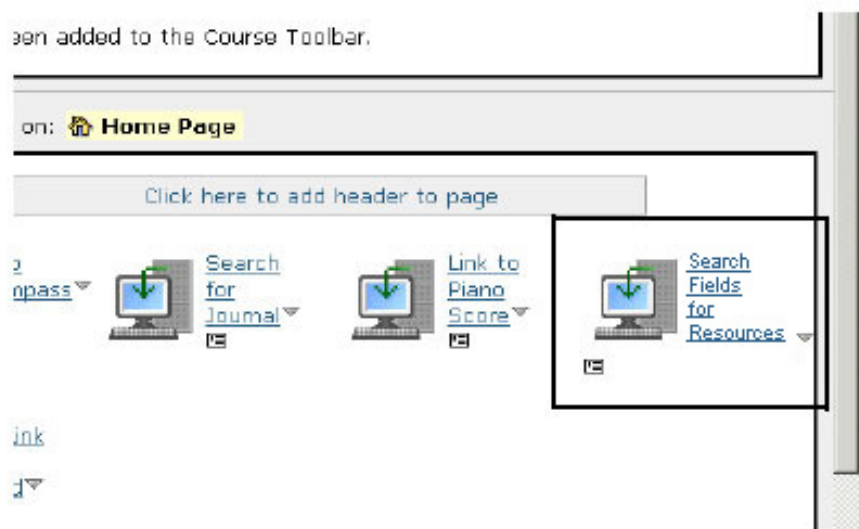 een added to the Course Toolbar.
on: Home Page
Click here to add header to page
mpass
Search
for
Journal
Link to
Piano
Score
Search
Fields
for
Resources
ink